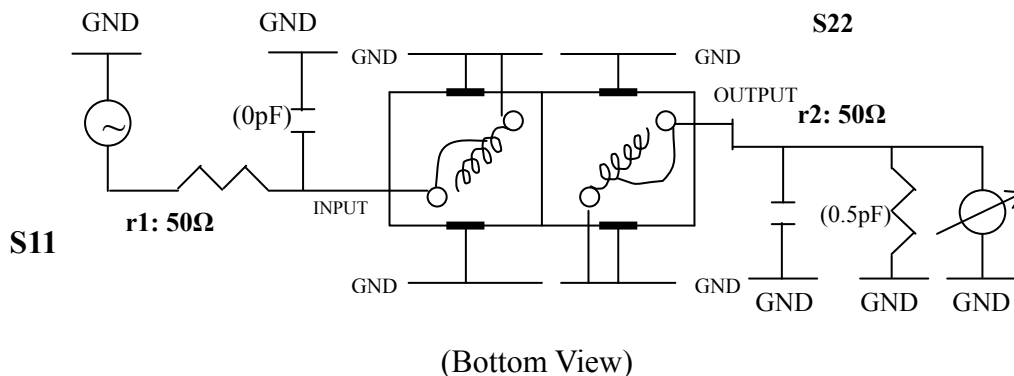 S22
GND
GND
GND
GND
OUTPUT
(0pF)
r2: 50Ω
INPUT
r1: 50Ω
(0.5pF)
S11
GND
GND
GND
GND
GND
(Bottom View)